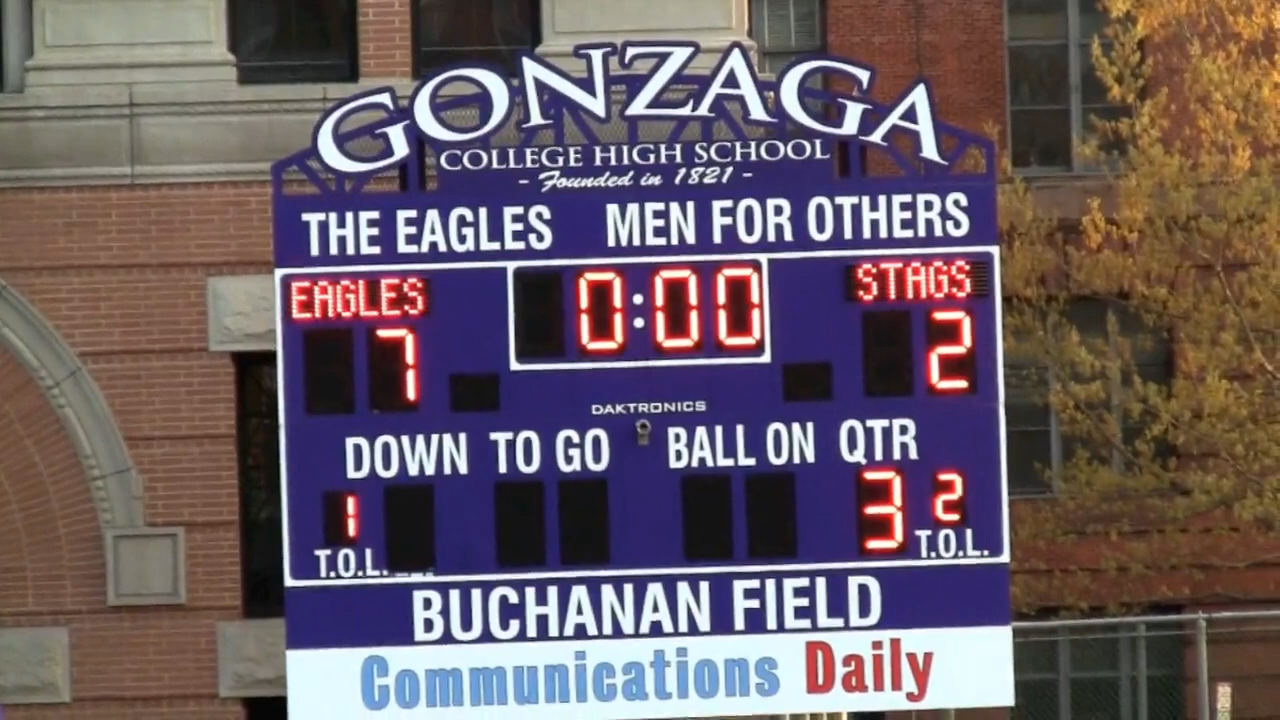 GONZAGA
COLLEGE HIGH SCHOOL
- Founded in 1821 -
THE EAGLES MEN FOR OTHERS
EAGLES 0:00 STAGS
7 2
DAKTRONICS
DOWN TO GO BALL ON QTR
1 3 2
T.O.L. T.O.L.
BUCHANAN FIELD
Communications Daily